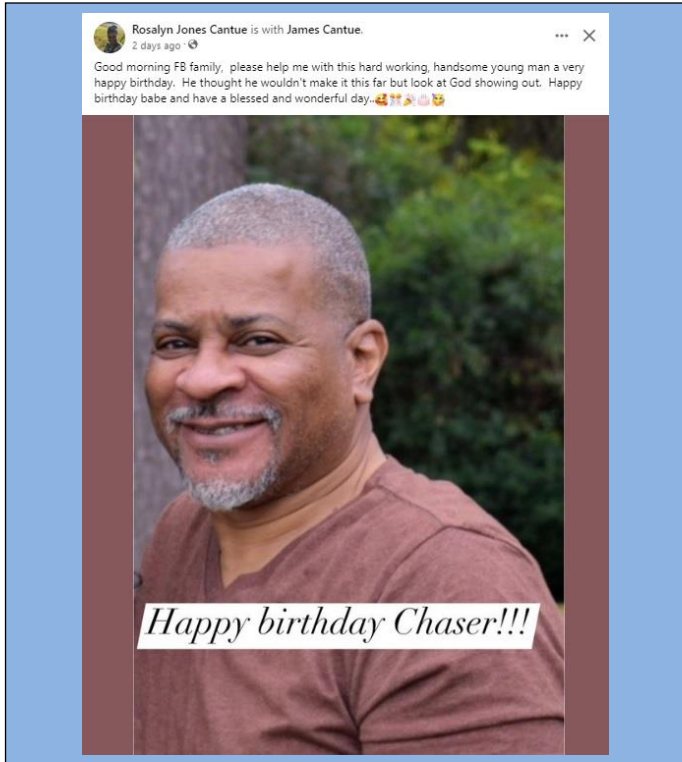 Rosalyn Jones Cantue is with James Cantue.
2 days ago ·
Good morning FB family,  please help me with this hard working, handsome young man a very
happy birthday.  He thought he wouldn't make it this far but look at God showing out.  Happy
birthday babe and have a blessed and wonderful day..🥰🎊🎉🎂🥳
Happy birthday Chaser!!!